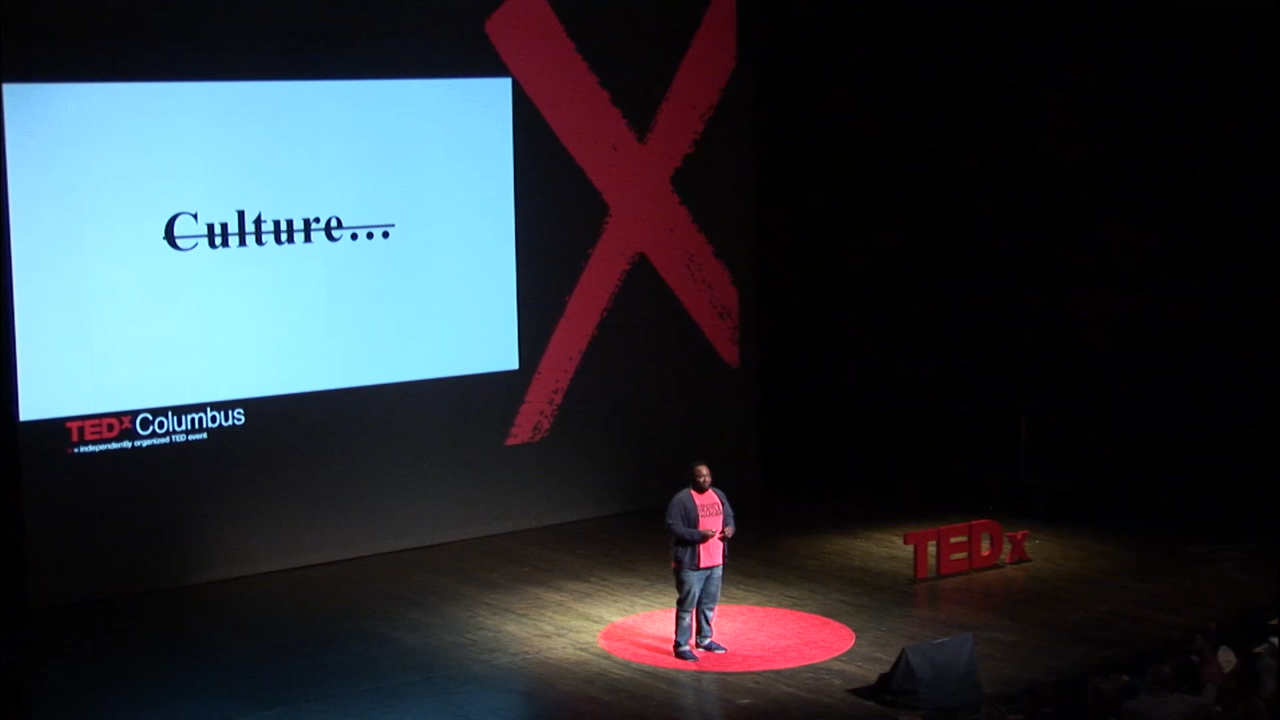 Culture...
TEDx Columbus
x = independently organized TED event
X
TEDx